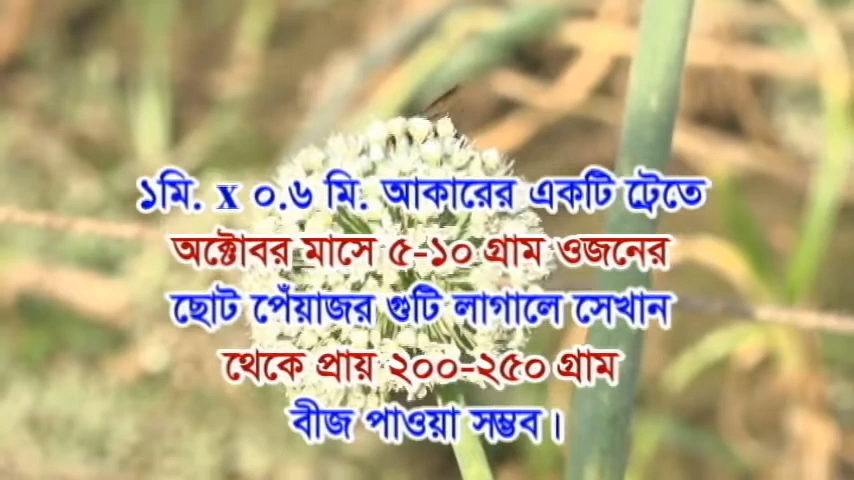 ১মি. x ০.৬ মি. আকারের একটি ট্রেতে
অক্টোবর মাসে ৫-১০ গ্রাম ওজনের
ছোট পেঁয়াজর গুটি লাগালে সেখান
থেকে প্রায় ২০০-২৫০ গ্রাম
বীজ পাওয়া সম্ভব।